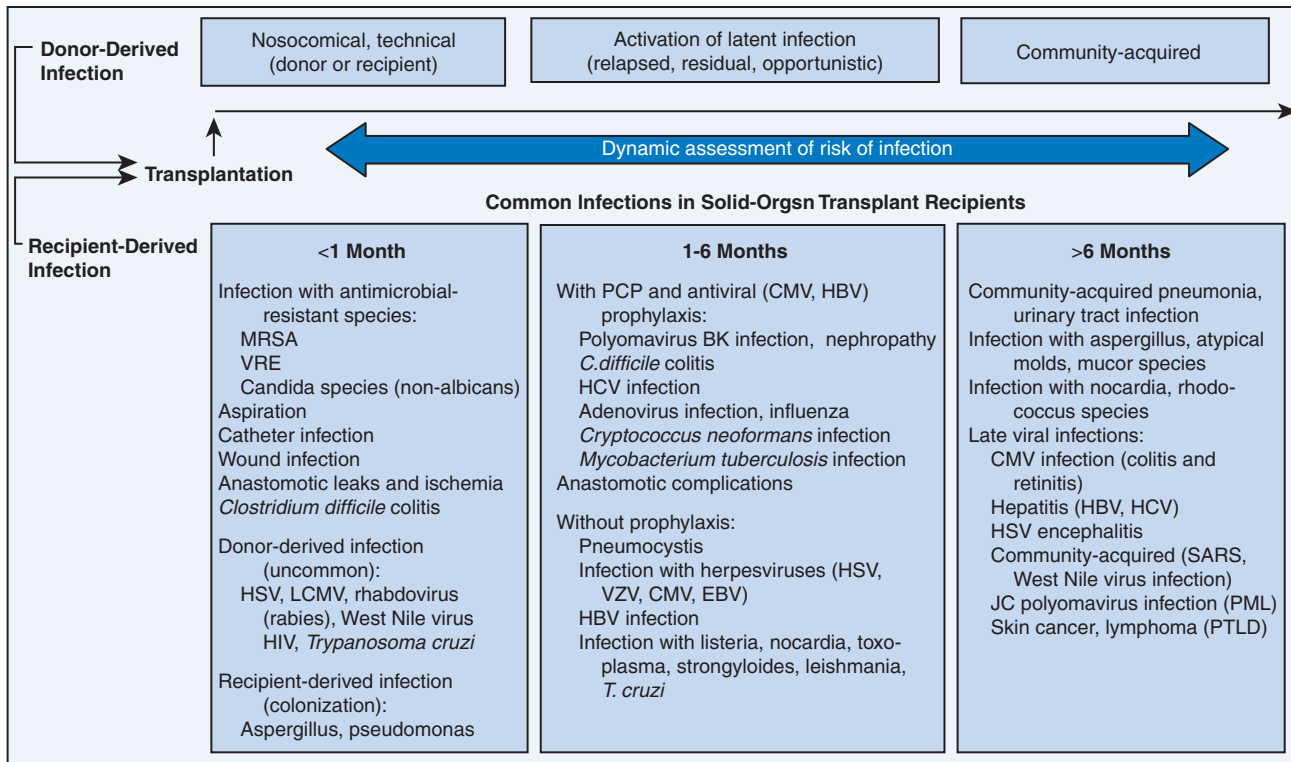 Donor-Derived
Infection
Nosocomical, technical
(donor or recipient)
Activation of latent infection
(relapsed, residual, opportunistic)
Community-acquired
Dynamic assessment of risk of infection
Transplantation
Common Infections in Solid-Orgsn Transplant Recipients
Recipient-Derived
Infection
<1 Month
Infection with antimicrobial-
resistant species:
MRSA
VRE
Candida species (non-albicans)
Aspiration
Catheter infection
Wound infection
Anastomotic leaks and ischemia
Clostridium difficile colitis
Donor-derived infection
(uncommon):
HSV, LCMV, rhabdovirus
(rabies), West Nile virus
HIV, Trypanosoma cruzi
Recipient-derived infection
(colonization):
Aspergillus, pseudomonas
1-6 Months
With PCP and antiviral (CMV, HBV)
prophylaxis:
Polyomavirus BK infection, nephropathy
C.difficile colitis
HCV infection
Adenovirus infection, influenza
Cryptococcus neoformans infection
Mycobacterium tuberculosis infection
Anastomotic complications
Without prophylaxis:
Pneumocystis
Infection with herpesviruses (HSV,
VZV, CMV, EBV)
HBV infection
Infection with listeria, nocardia, toxo-
plasma, strongyloides, leishmania,
T. cruzi
>6 Months
Community-acquired pneumonia,
urinary tract infection
Infection with aspergillus, atypical
molds, mucor species
Infection with nocardia, rhodo-
coccus species
Late viral infections:
CMV infection (colitis and
retinitis)
Hepatitis (HBV, HCV)
HSV encephalitis
Community-acquired (SARS,
West Nile virus infection)
JC polyomavirus infection (PML)
Skin cancer, lymphoma (PTLD)